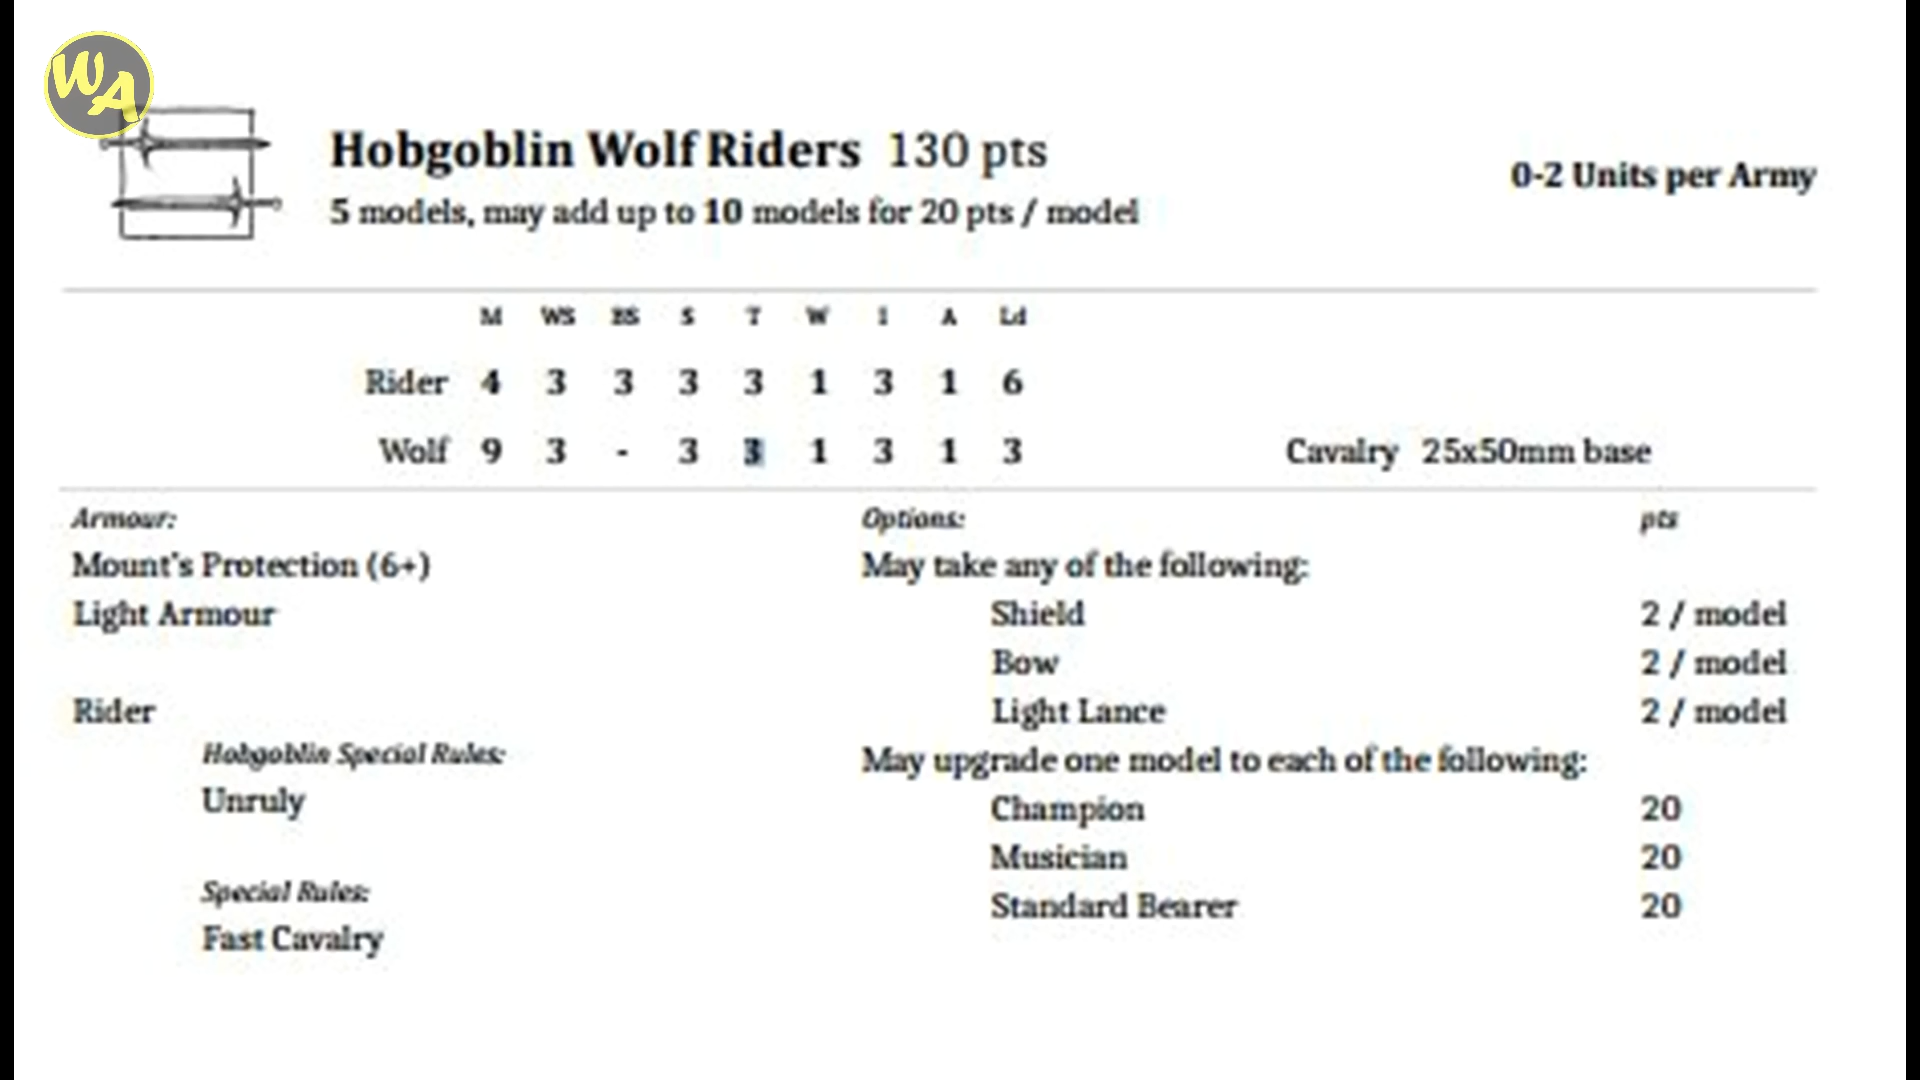 WA
Hobgoblin Wolf Riders 130 pts
0-2 Units per Army
5 models, may add up to 10 models for 20 pts / model
M WS BS S T W I A Ld
Rider 4 3 3 3 3 1 3 1 6
Wolf 9 3 - 3 3 1 3 1 3 Cavalry 25x50mm base
Armour:
Mount's Protection (6+)
Light Armour
Rider
Hobgoblin Special Rules:
Unruly
Special Rules:
Fast Cavalry
Options: pts
May take any of the following:
Shield 2 / model
Bow 2 / model
Light Lance 2 / model
May upgrade one model to each of the following:
Champion 20
Musician 20
Standard Bearer 20